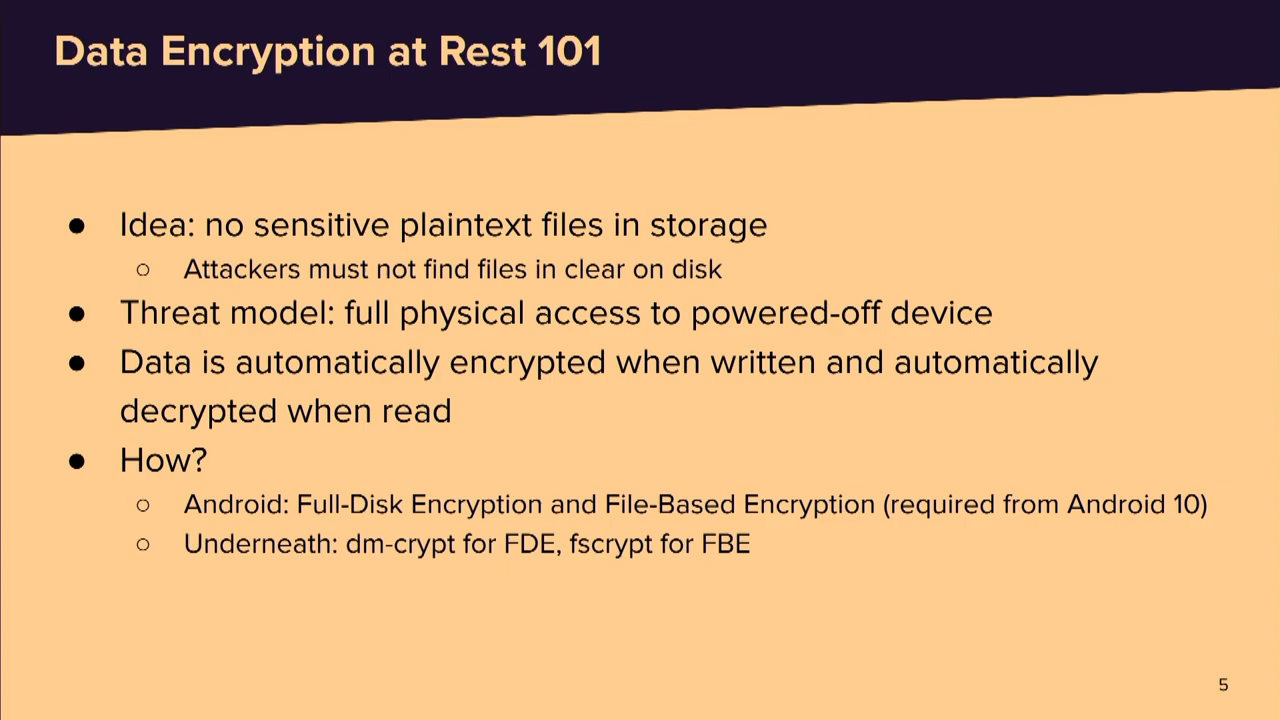 Data Encryption at Rest 101
● Idea: no sensitive plaintext files in storage
○ Attackers must not find files in clear on disk
● Threat model: full physical access to powered-off device
● Data is automatically encrypted when written and automatically
decrypted when read
● How?
○ Android: Full-Disk Encryption and File-Based Encryption (required from Android 10)
○ Underneath: dm-crypt for FDE, fscrypt for FBE
5